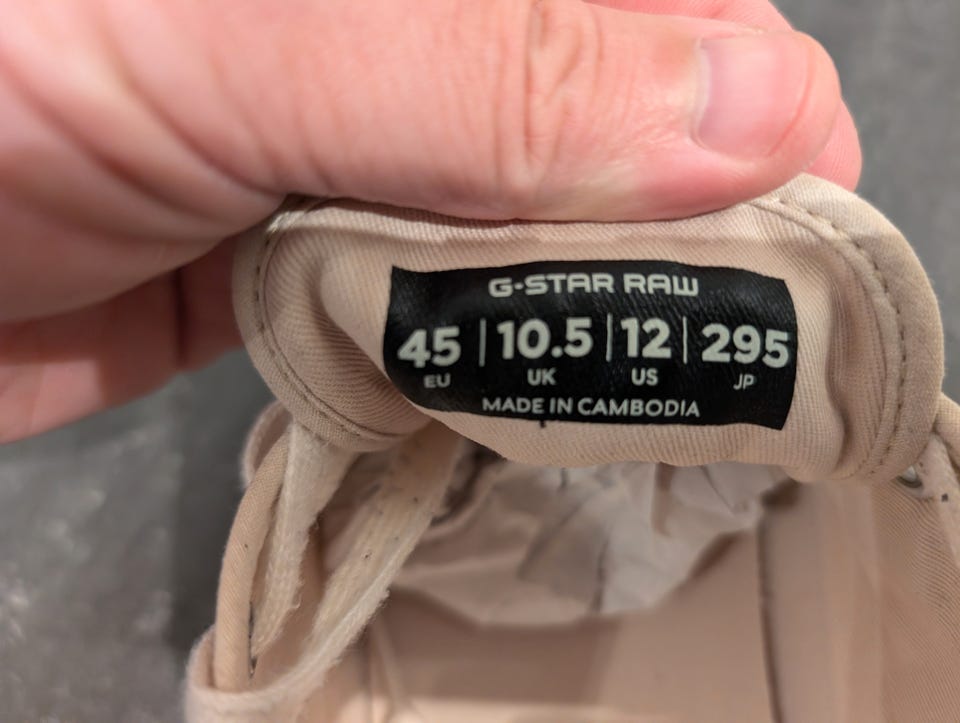 G-STAR RAW
45 | 10.5 | 12 | 295
EU UK US JP
MADE IN CAMBODIA